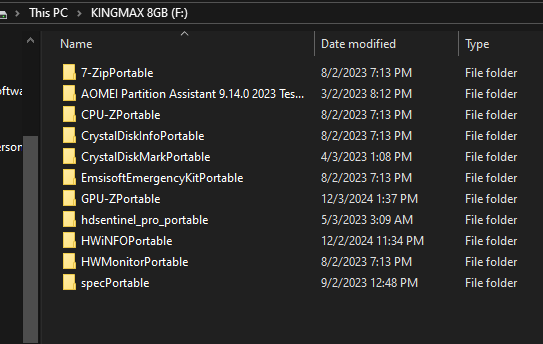 This PC > KINGMAX 8GB (F:)
Name Date modified Type
7-ZipPortable 8/2/2023 7:13 PM File folder
AOMEI Partition Assistant 9.14.0 2023 Tes... 3/2/2023 8:12 PM File folder
CPU-ZPortable 8/2/2023 7:13 PM File folder
CrystalDiskInfoPortable 8/2/2023 7:13 PM File folder
CrystalDiskMarkPortable 4/3/2023 1:08 PM File folder
EmsisoftEmergencyKitPortable 8/2/2023 7:13 PM File folder
GPU-ZPortable 12/3/2024 1:37 PM File folder
hdsentinel_pro_portable 5/3/2023 3:09 AM File folder
HWiNFOPortable 12/2/2024 11:34 PM File folder
HWMonitorPortable 8/2/2023 7:13 PM File folder
specPortable 9/2/2023 12:48 PM File folder